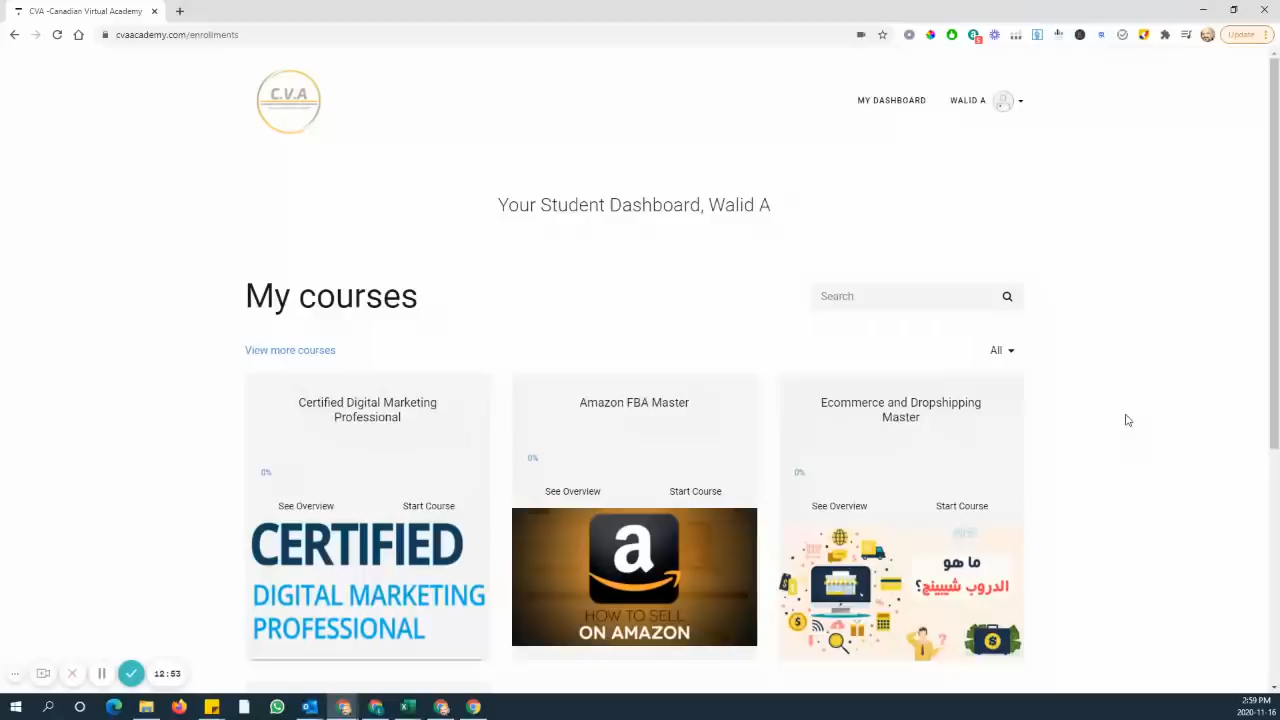 CVA -Canadian Virtual Academy
cvaacademy.com/enrollments
Update
C.V.A
MY DASHBOARD
WALID A
Your Student Dashboard, Walid A
My courses
Search
View more courses
All
Certified Digital Marketing
Professional
0%
See Overview
Start Course
CERTIFIED
DIGITAL MARKETING
PROFESSIONAL
Amazon FBA Master
0%
See Overview
Start Course
a
HOW TO SELL
ON AMAZON
Ecommerce and Dropshipping
Master
0%
See Overview
Start Course
ما هو
الدروب شيبينج؟
12:53
2:59 PM
2020-11-16